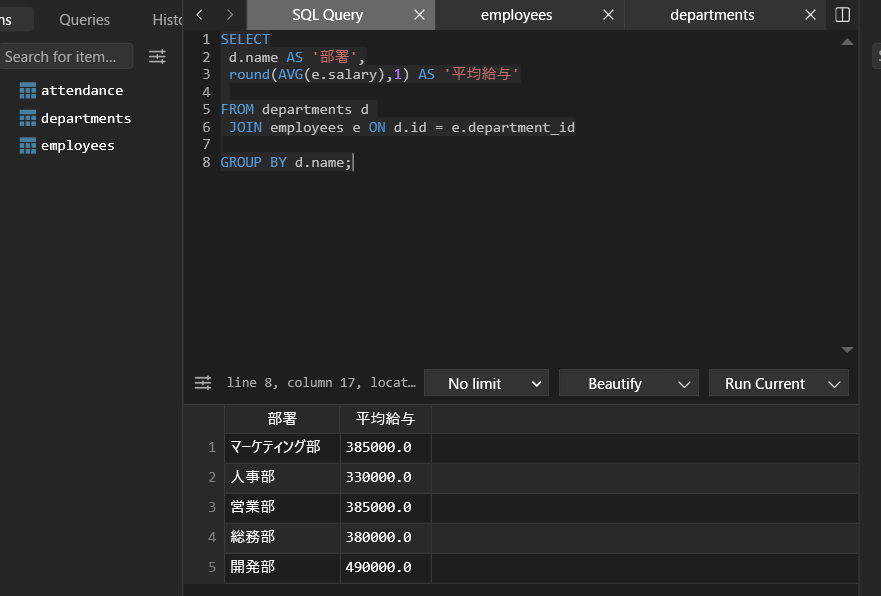 ns Queries Histo
SQL Query employees departments
Search for item...
attendance
departments
employees
1 SELECT
2 d.name AS '部署',
3 round(AVG(e.salary),1) AS '平均給与'
4
5 FROM departments d
6 JOIN employees e ON d.id = e.department_id
7
8 GROUP BY d.name;
line 8, column 17, locat... No limit Beautify Run Current
部署 平均給与
1 マーケティング部 385000.0
2 人事部 330000.0
3 営業部 385000.0
4 総務部 380000.0
5 開発部 490000.0